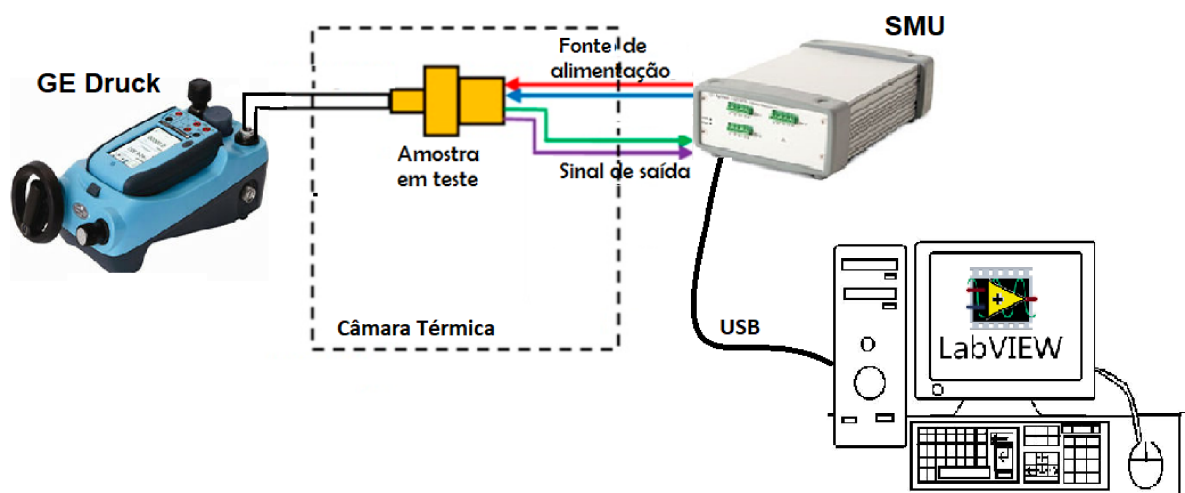 SMU
Fonte de
alimentação
GE Druck
Amostra
em teste
Sinal de saída
Câmara Térmica
USB
LabVIEW